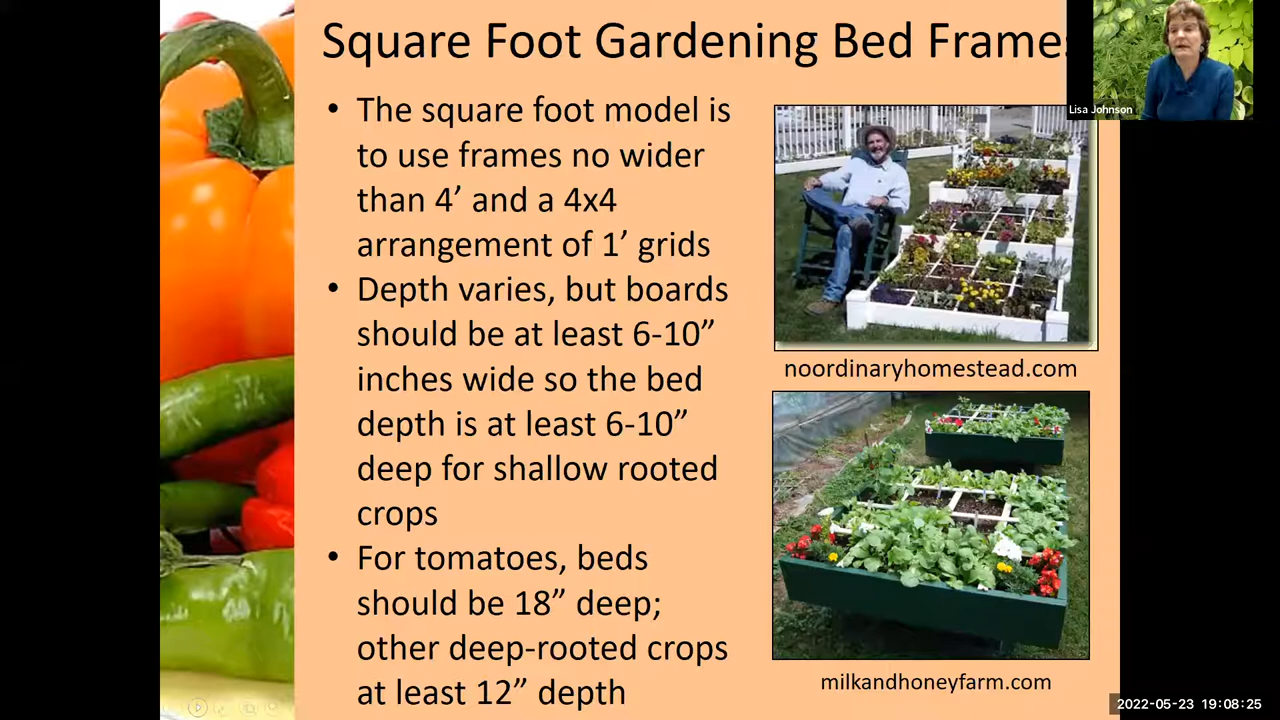 Square Foot Gardening Bed Frames
Lisa Johnson
• The square foot model is
to use frames no wider
than 4’ and a 4x4
arrangement of 1’ grids
• Depth varies, but boards
should be at least 6-10”
inches wide so the bed
depth is at least 6-10”
deep for shallow rooted
crops
• For tomatoes, beds
should be 18” deep;
other deep-rooted crops
at least 12” depth
noordinaryhomestead.com
milkandhoneyfarm.com
2022-05-23 19:08:25